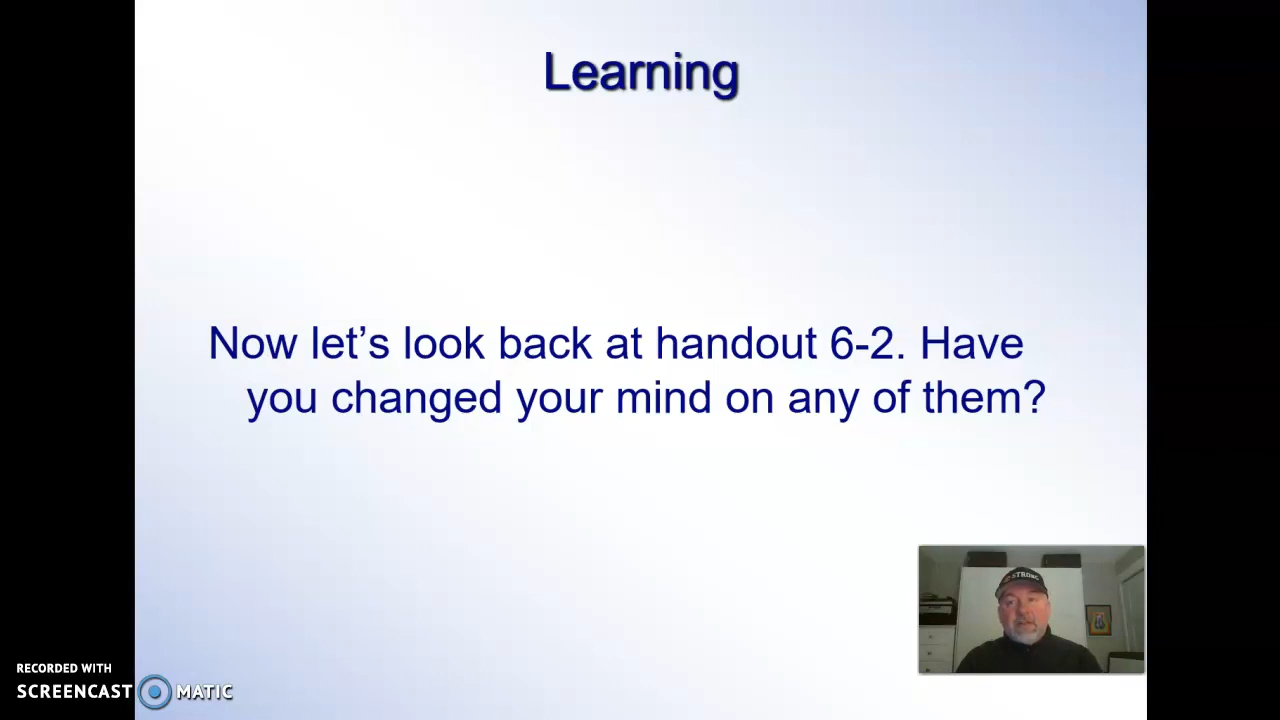 Learning
Now let’s look back at handout 6-2. Have
you changed your mind on any of them?
STRONG
RECORDED WITH
SCREENCAST MATIC